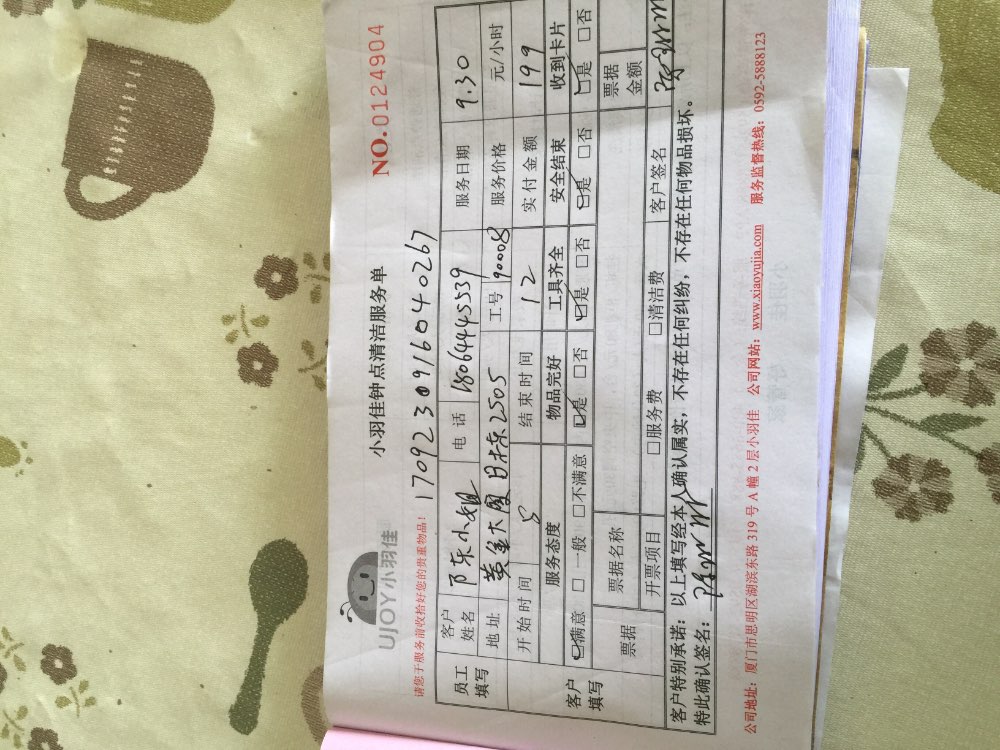 UJOY小羽佳
小羽佳钟点清洁服务单
NO.0124904
请您于服务前收拾好您的贵重物品! 17092309160440267
员工填写 客户姓名 陈小姐 电话 18064445539 服务日期 9.30
地址 黄金大厦 2505 工号 90008 服务价格 元/小时
开始时间 8 结束时间 12 实付金额 199
客户填写 服务态度 物品完好 工具齐全 安全结束 收到卡片
☑满意 □一般 □不满意 ☑是 □否 ☑是 □否 ☑是 □否 ☑是 □否
票据 票据名称 票据金额
开票项目 □服务费 □清洁费 客户签名
客户特别承诺:以上填写经本人确认属实,不存在任何纠纷,不存在任何物品损坏。
特此确认签名:
公司地址:厦门市思明区湖滨东路319号A幢2层小羽佳 公司网站:www.xiaoyujia.com 服务监督热线:0592-5888123